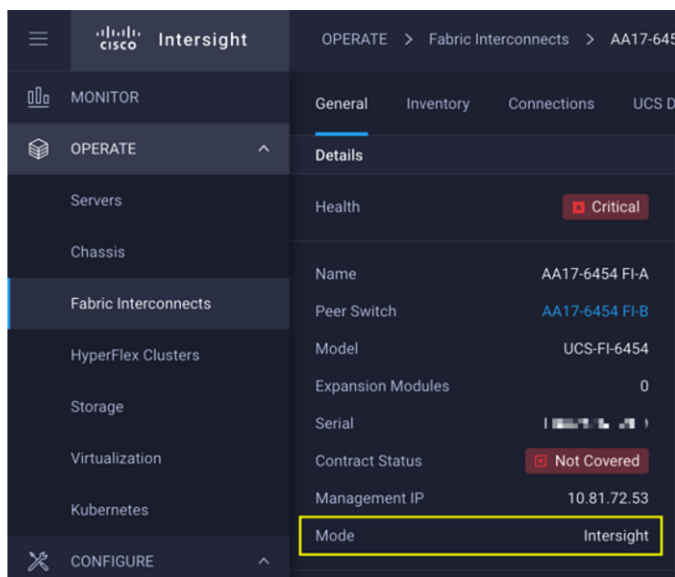 cisco Intersight
OPERATE > Fabric Interconnects > AA17-645
MONITOR
OPERATE
Servers
Chassis
Fabric Interconnects
HyperFlex Clusters
Storage
Virtualization
Kubernetes
CONFIGURE
General Inventory Connections UCS D
Details
Health Critical
Name AA17-6454 FI-A
Peer Switch AA17-6454 FI-B
Model UCS-FI-6454
Expansion Modules 0
Serial
Contract Status Not Covered
Management IP 10.81.72.53
Mode Intersight